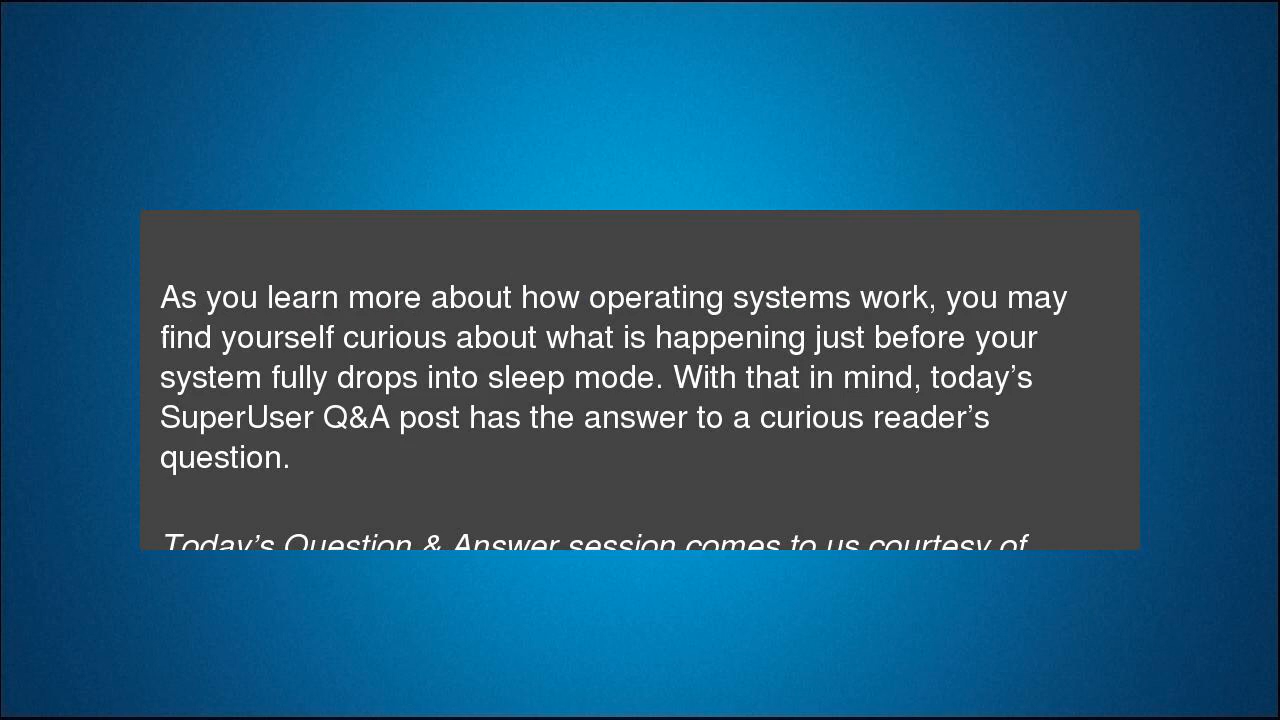 As you learn more about how operating systems work, you may
find yourself curious about what is happening just before your
system fully drops into sleep mode. With that in mind, today’s
SuperUser Q&A post has the answer to a curious reader’s
question.
Today’s Question & Answer session comes to us courtesy of